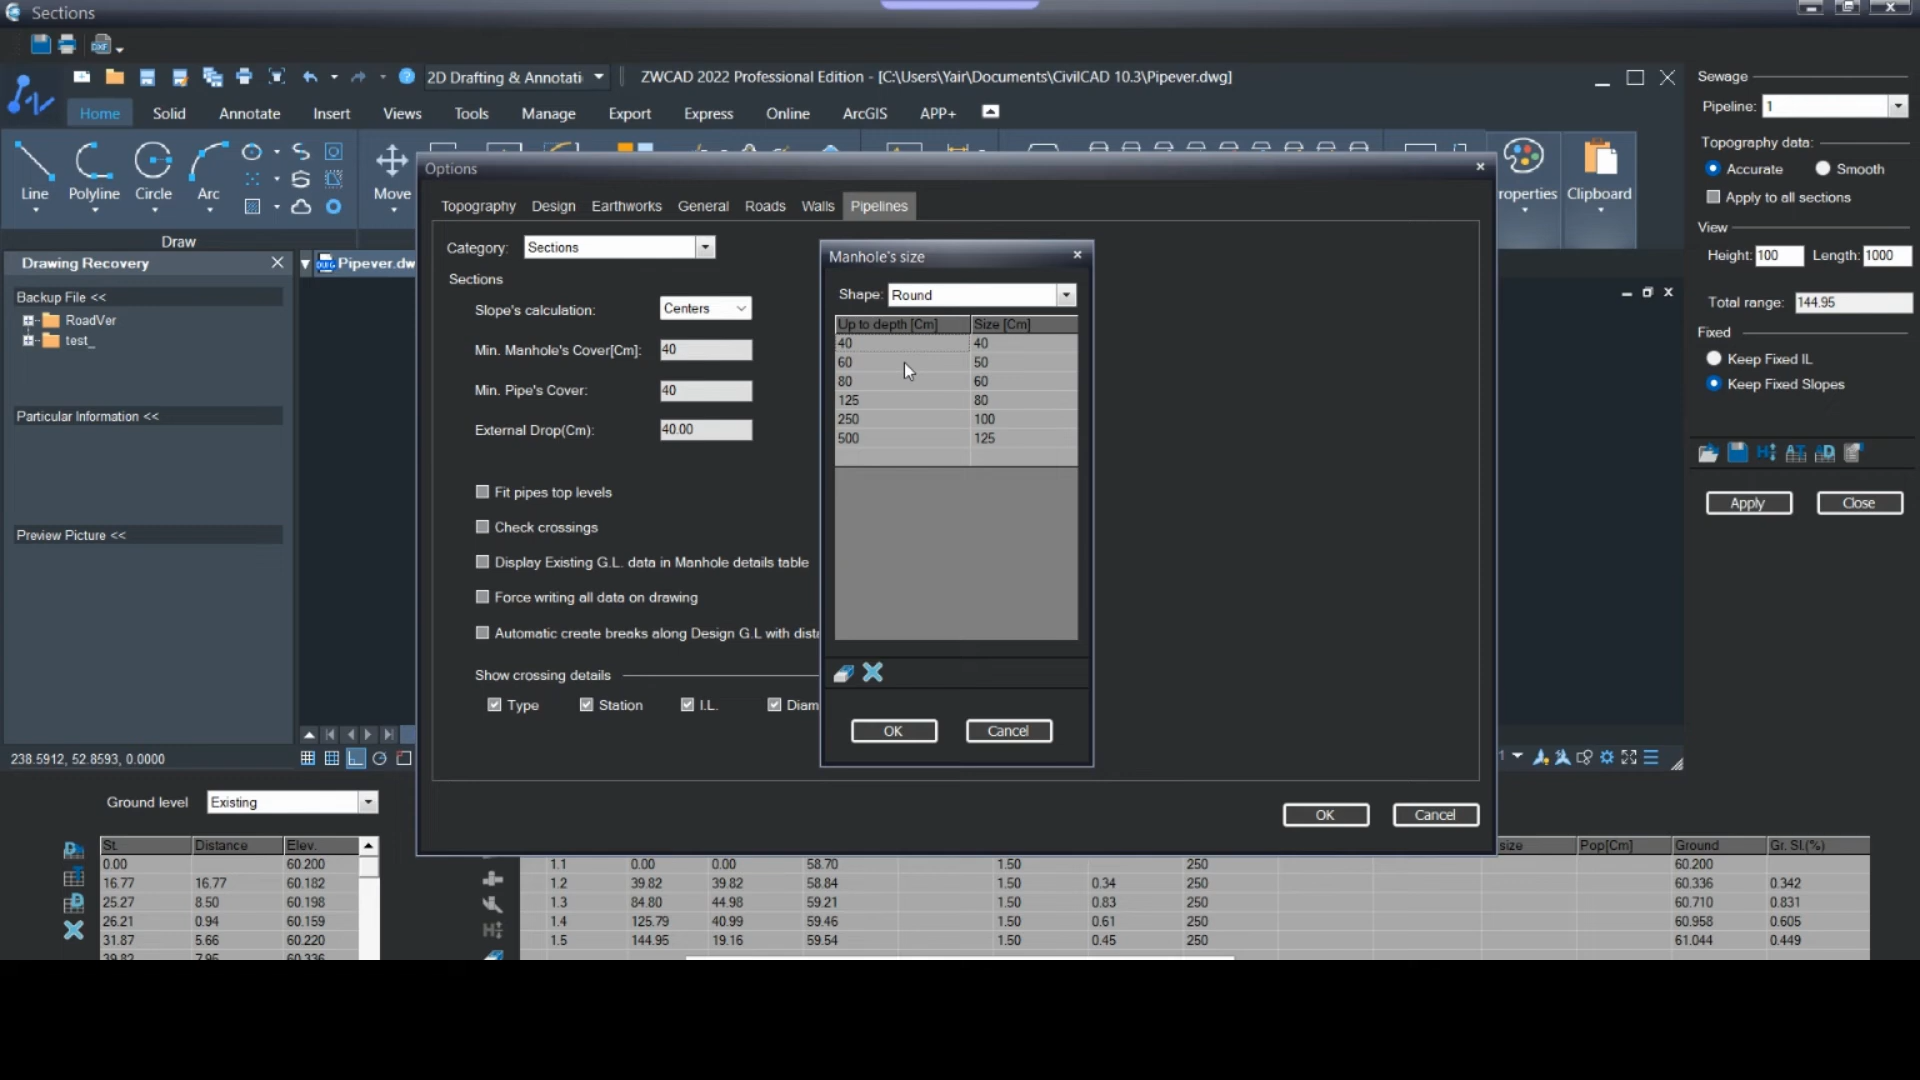 Sections
2D Drafting & Annotati
ZWCAD 2022 Professional Edition - [C:\Users\Yair\Documents\CivilCAD 10.3\Pipever.dwg]
Home Solid Annotate Insert Views Tools Manage Export Express Online ArcGIS APP+
Line Polyline Circle Arc Move
roperties Clipboard
Draw
Drawing Recovery
Pipever.dw
Backup File <<
RoadVer
test_
Particular Information <<
Preview Picture <<
238.5912, 52.8593, 0.0000
Options
Topography Design Earthworks General Roads Walls Pipelines
Category: Sections
Sections
Slope's calculation: Centers
Min. Manhole's Cover[Cm]: 40
Min. Pipe's Cover: 40
External Drop(Cm): 40.00
Fit pipes top levels
Check crossings
Display Existing G.L. data in Manhole details table
Force writing all data on drawing
Automatic create breaks along Design G.L with dist
Show crossing details
Type Station I.L. Diam
Manhole's size
Shape: Round
Up to depth [Cm] Size [Cm]
40 40
60 50
80 60
125 80
250 100
500 125
OK Cancel
OK Cancel
Sewage
Pipeline: 1
Topography data:
Accurate Smooth
Apply to all sections
View
Height: 100 Length: 1000
Total range: 144.95
Fixed
Keep Fixed IL
Keep Fixed Slopes
Apply Close
Ground level Existing
St. Distance Elev.
0.00 60.200
16.77 16.77 60.182
25.27 8.50 60.198
26.21 0.94 60.159
31.87 5.66 60.220
39.82 7.95 60.336
size Pop[Cm] Ground Gr. Sl.(%)
1.1 0.00 0.00 58.70 1.50 250 60.200
1.2 39.82 39.82 58.84 1.50 0.34 250 60.336 0.342
1.3 84.80 44.98 59.21 1.50 0.83 250 60.710 0.831
1.4 125.79 40.99 59.46 1.50 0.61 250 60.958 0.605
1.5 144.95 19.16 59.54 1.50 0.45 250 61.044 0.449